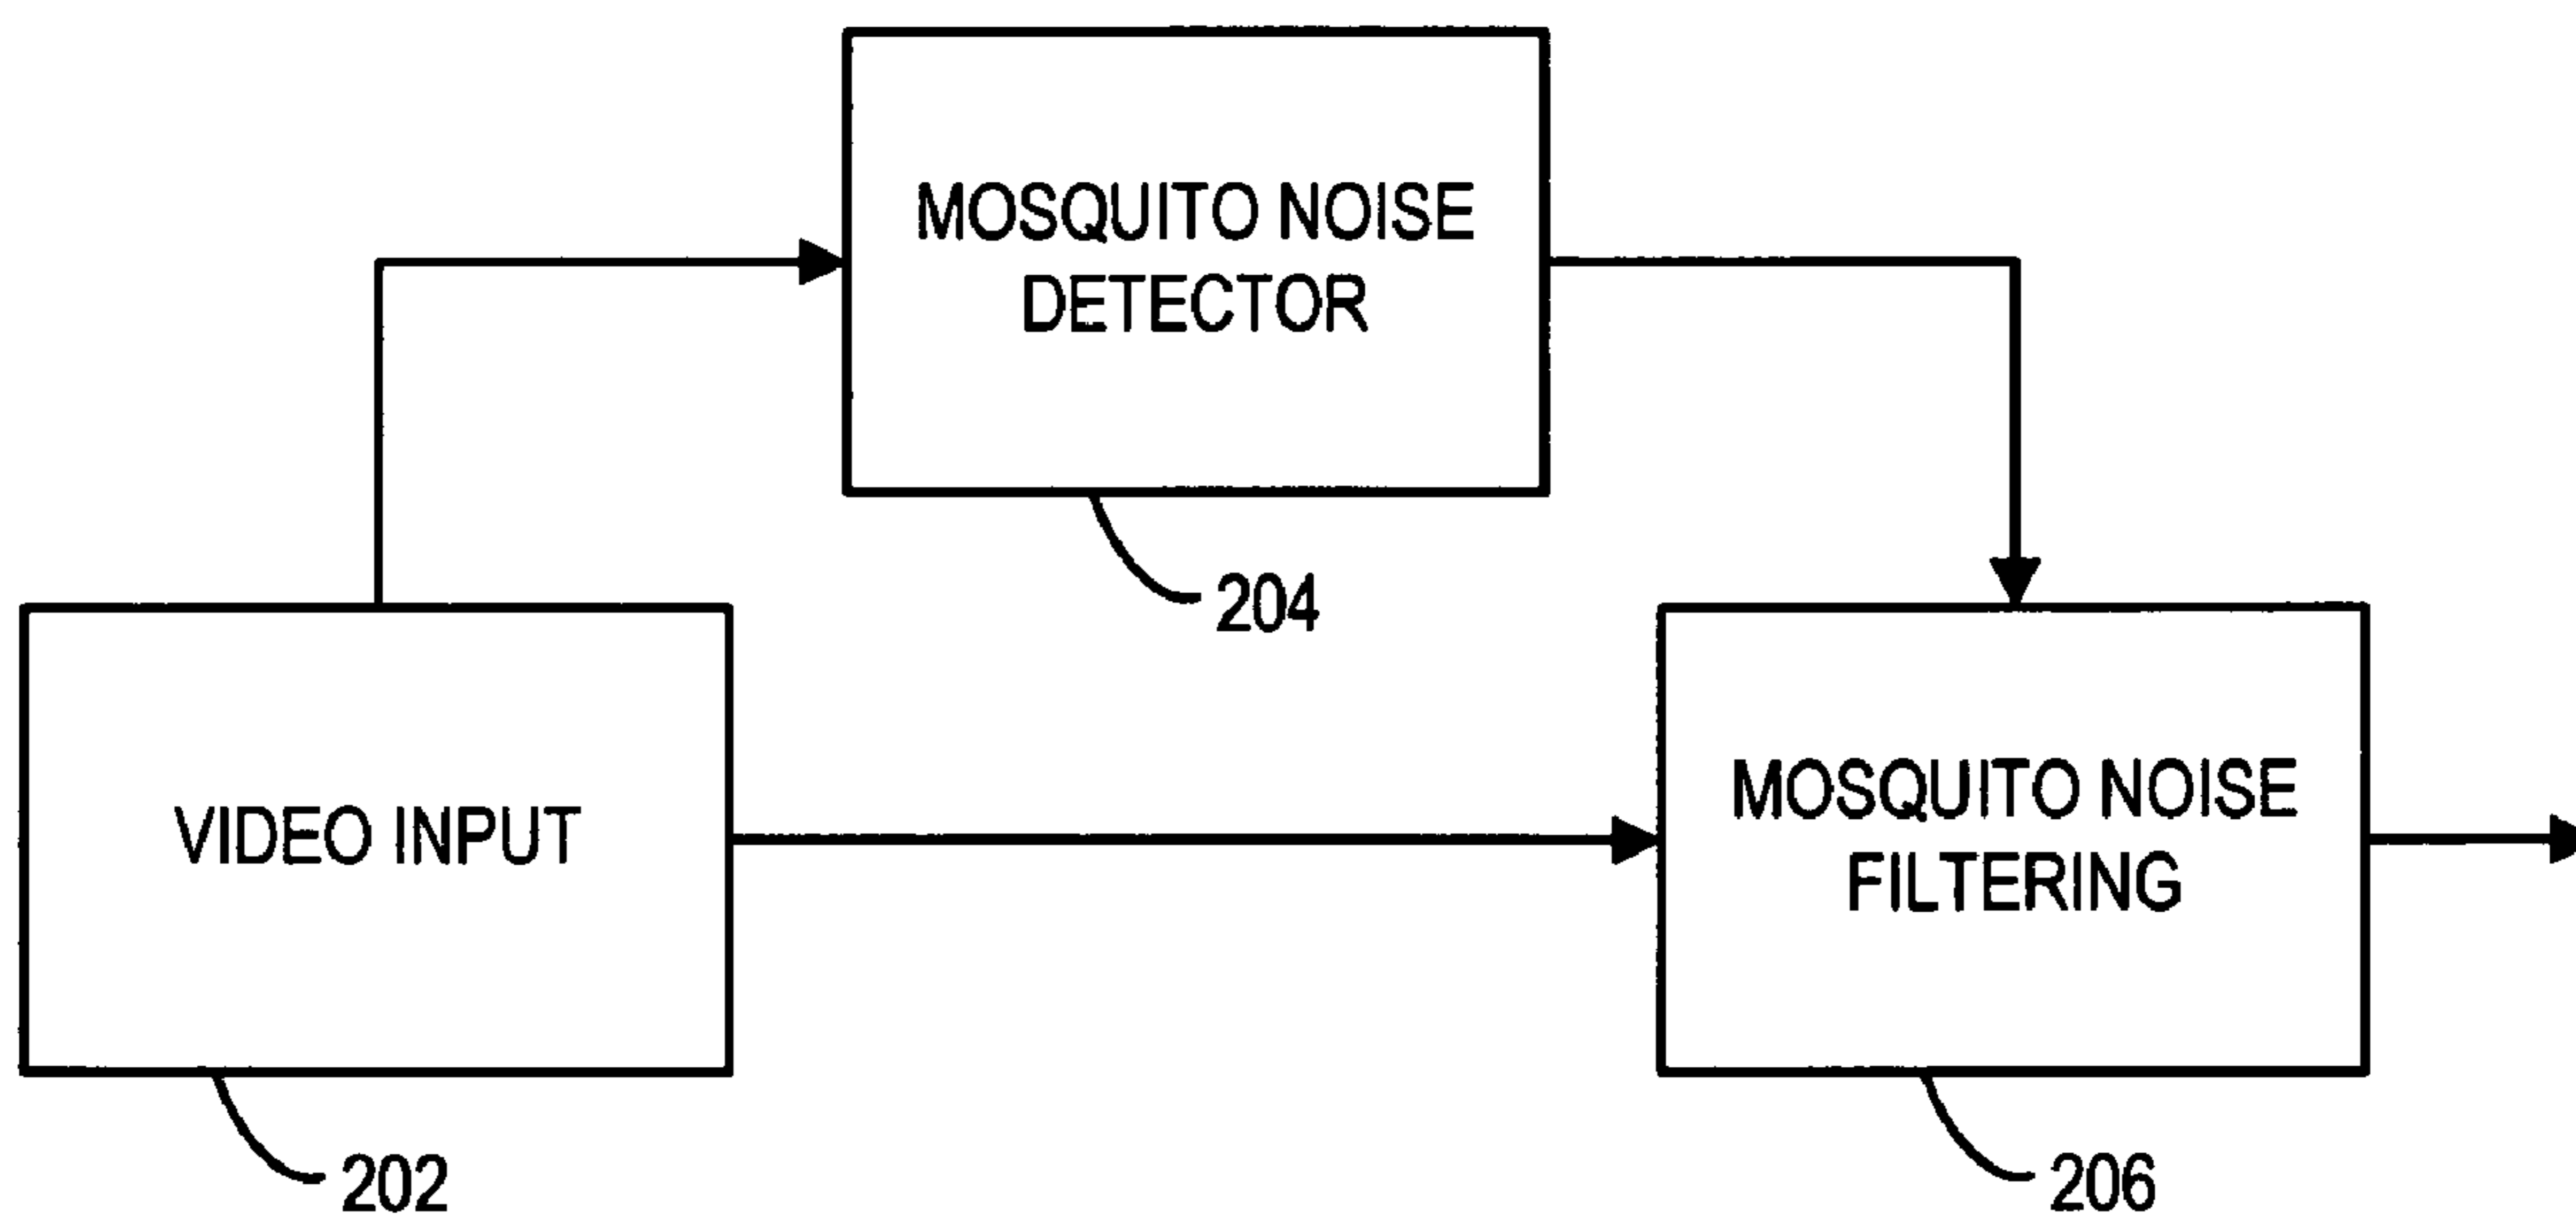 MOSQUITO NOISE
DETECTOR
204
VIDEO INPUT
202
MOSQUITO NOISE
FILTERING
206